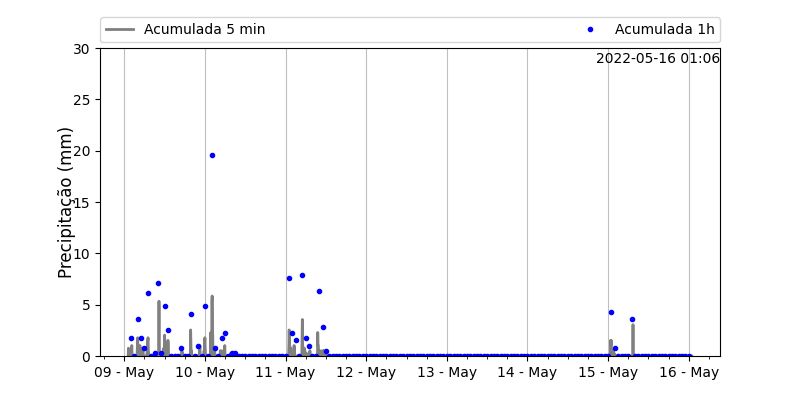 Acumulada 5 min
Acumulada 1h
2022-05-16 01:06
Precipitação (mm)
30
25
20
15
10
5
0
09 - May 10 - May 11 - May 12 - May 13 - May 14 - May 15 - May 16 - May